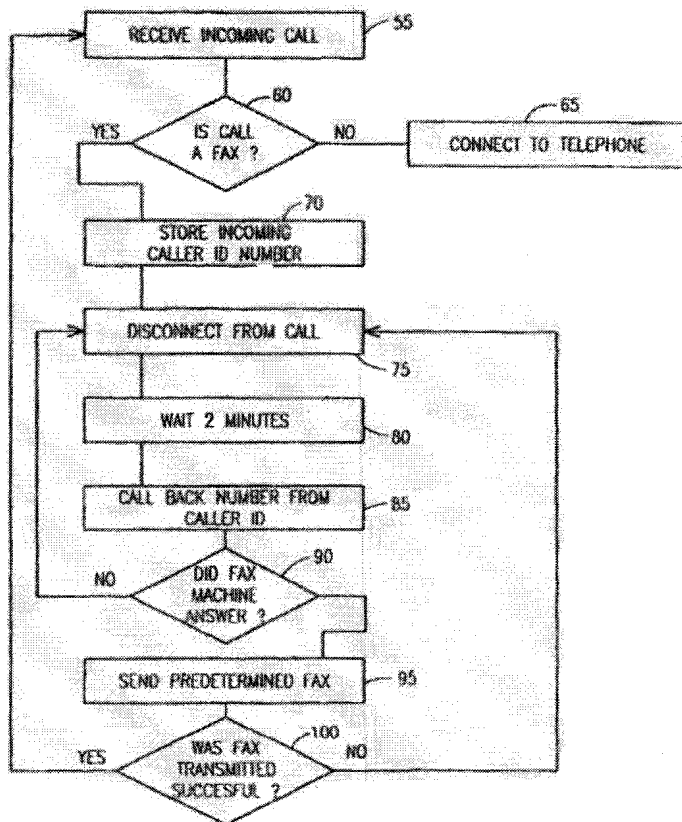 RECEIVE INCOMING CALL
55
60
IS CALL
A FAX ?
YES
NO
65
CONNECT TO TELEPHONE
70
STORE INCOMING
CALLER ID NUMBER
DISCONNECT FROM CALL
75
WAIT 2 MINUTES
80
CALL BACK NUMBER FROM
CALLER ID
85
90
NO
DID FAX
MACHINE
ANSWER ?
SEND PREDETERMINED FAX
95
100
YES
WAS FAX
TRANSMITTED
SUCCESFUL ?
NO